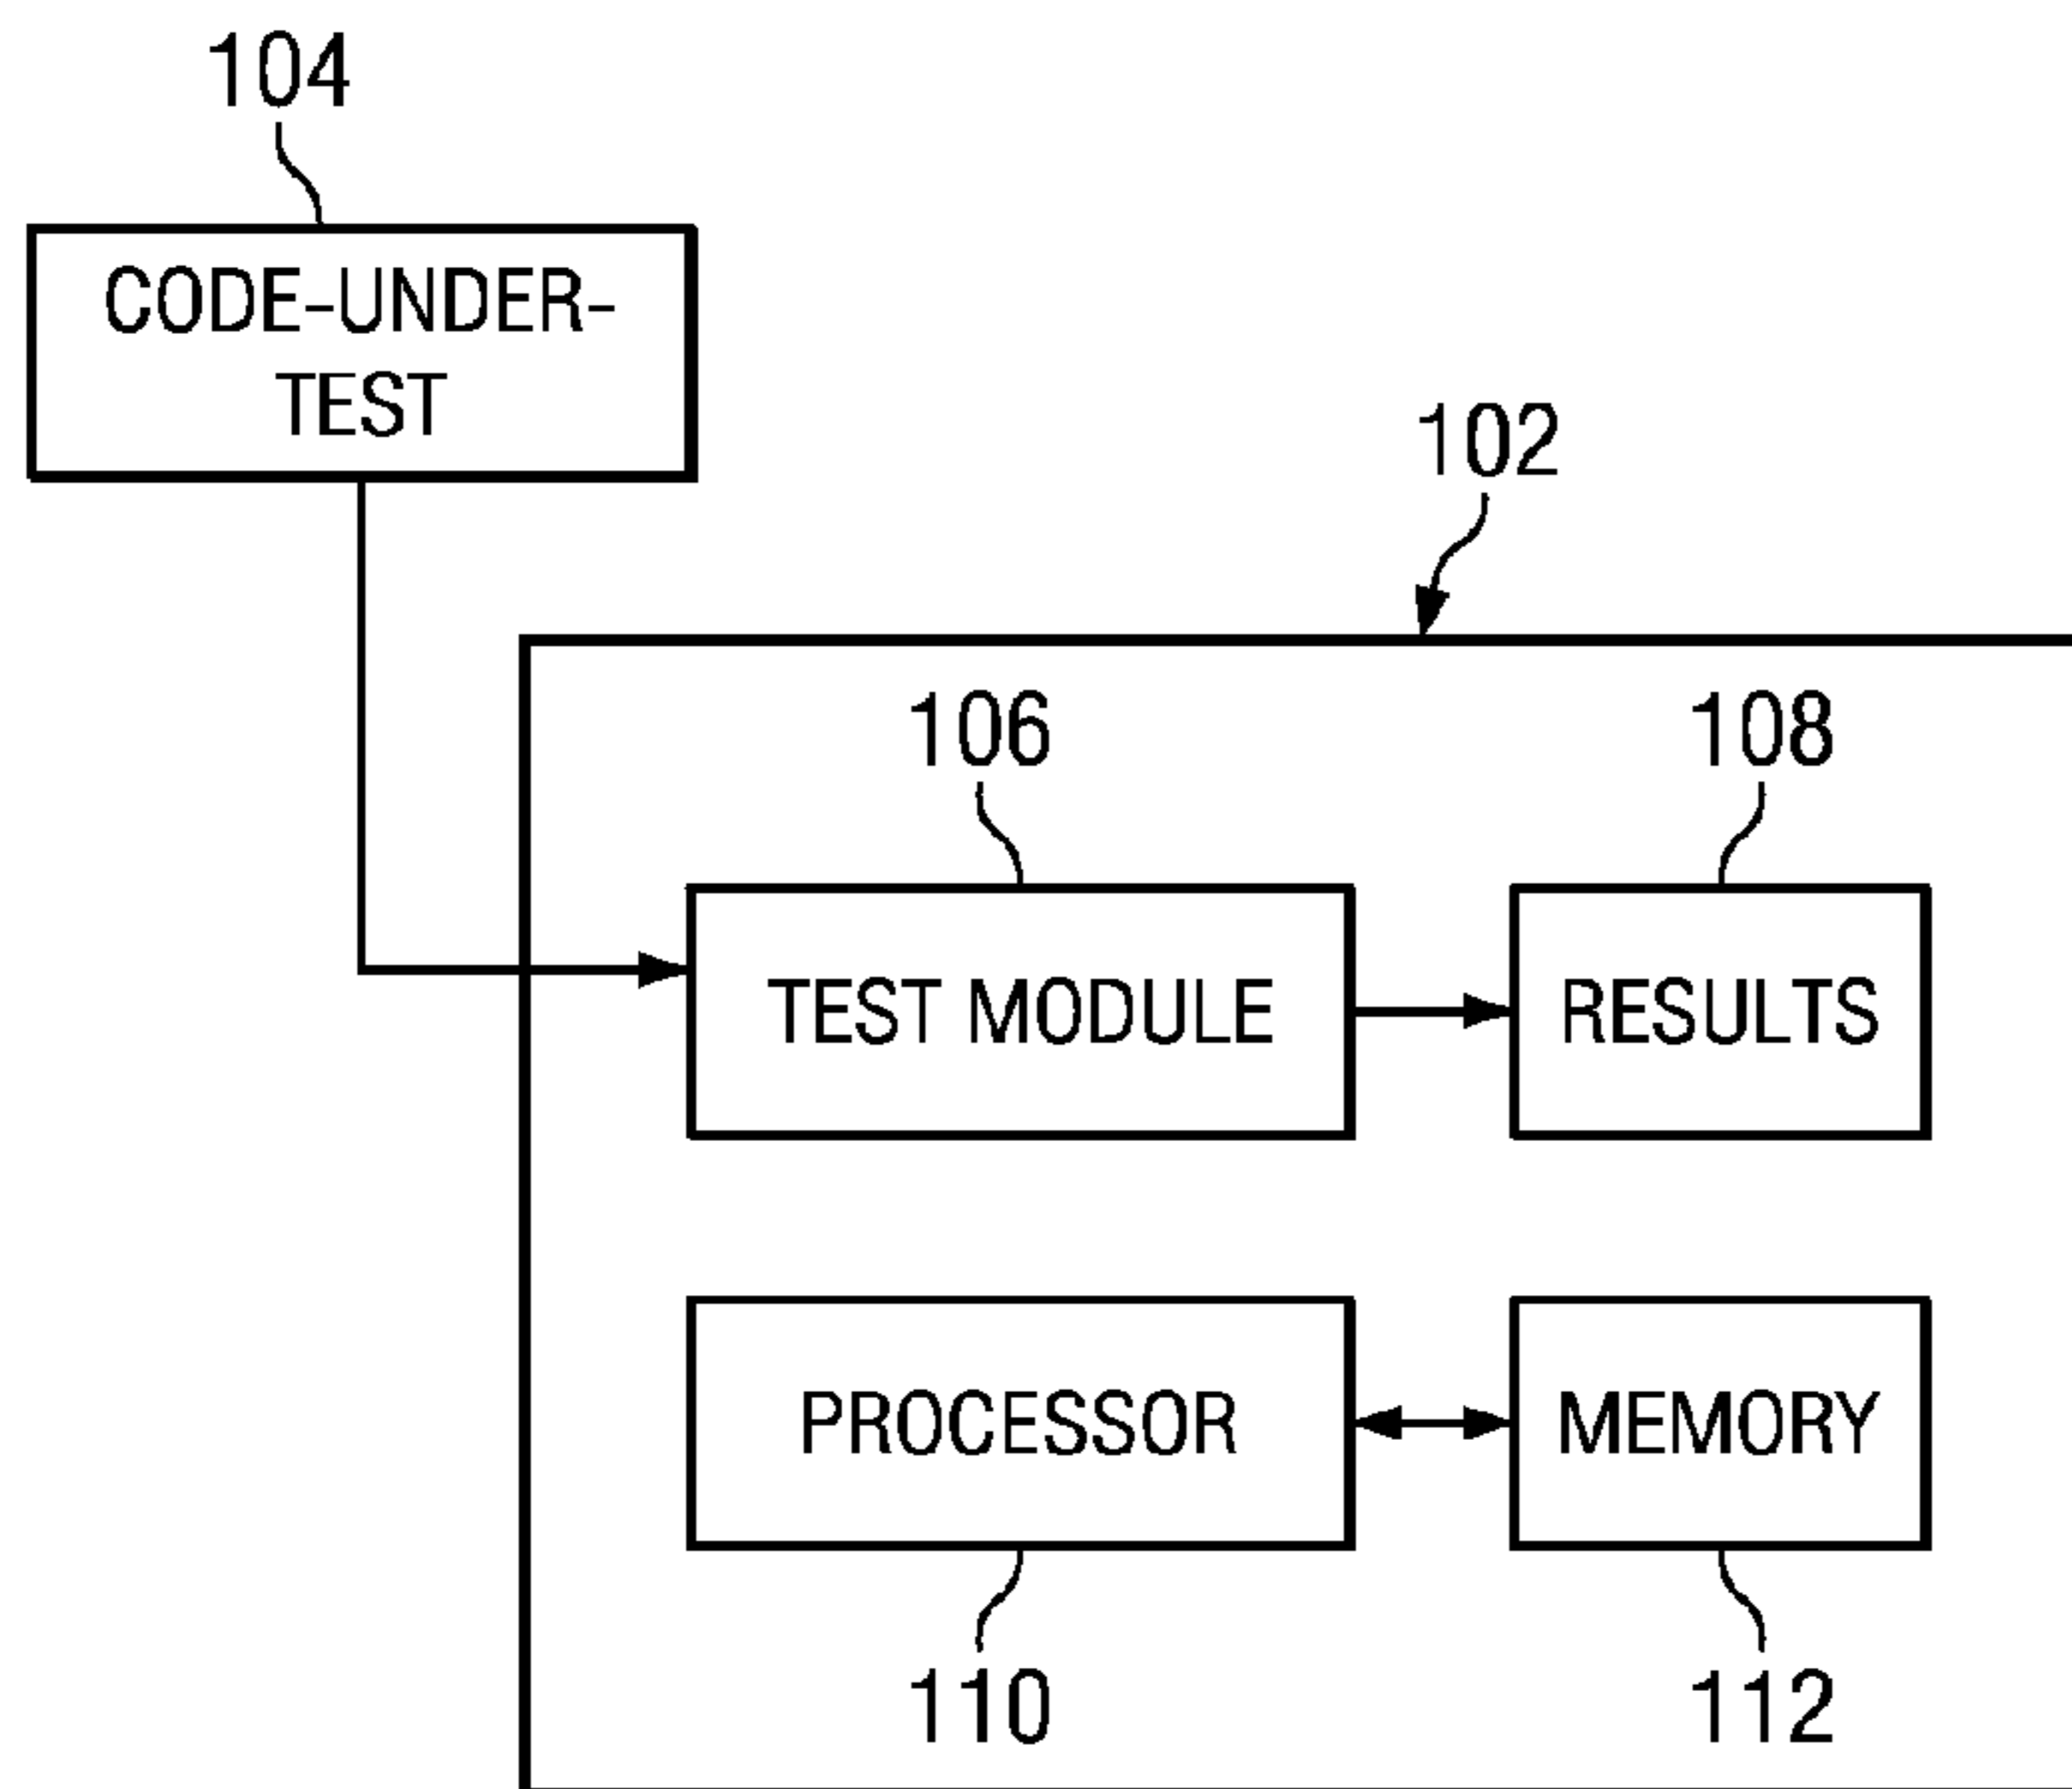 104
CODE-UNDER-
TEST
102
106
108
TEST MODULE
RESULTS
PROCESSOR
MEMORY
110
112